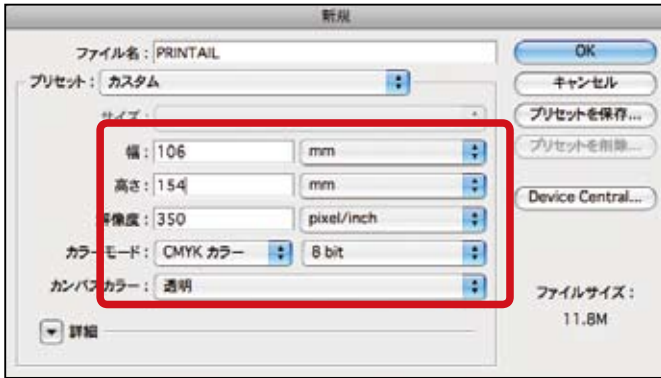 新規
ファイル名: PRINTAIL
OK
プリセット: カスタム
キャンセル
サイズ:
プリセットを保存...
幅: 106 mm
プリセットを削除...
高さ: 154 mm
Device Central...
解像度: 350 pixel/inch
カラーモード: CMYK カラー 8 bit
カンバスカラー: 透明
ファイルサイズ:
11.8M
詳細